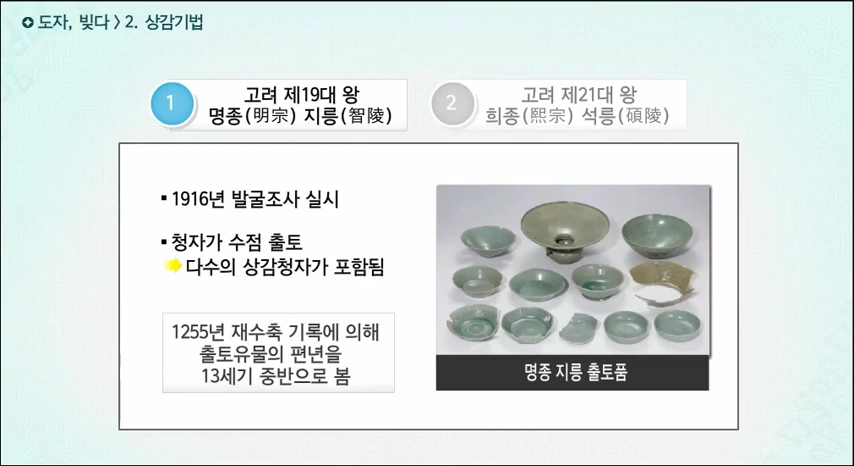 도자, 빚다 > 2. 상감기법
1
고려 제19대 왕
명종(明宗) 지릉(智陵)
2
고려 제21대 왕
희종(熙宗) 석릉(碩陵)
▪ 1916년 발굴조사 실시
▪ 청자가 수점 출토
다수의 상감청자가 포함됨
1255년 재수축 기록에 의해
출토유물의 편년을
13세기 중반으로 봄
명종 지릉 출토품